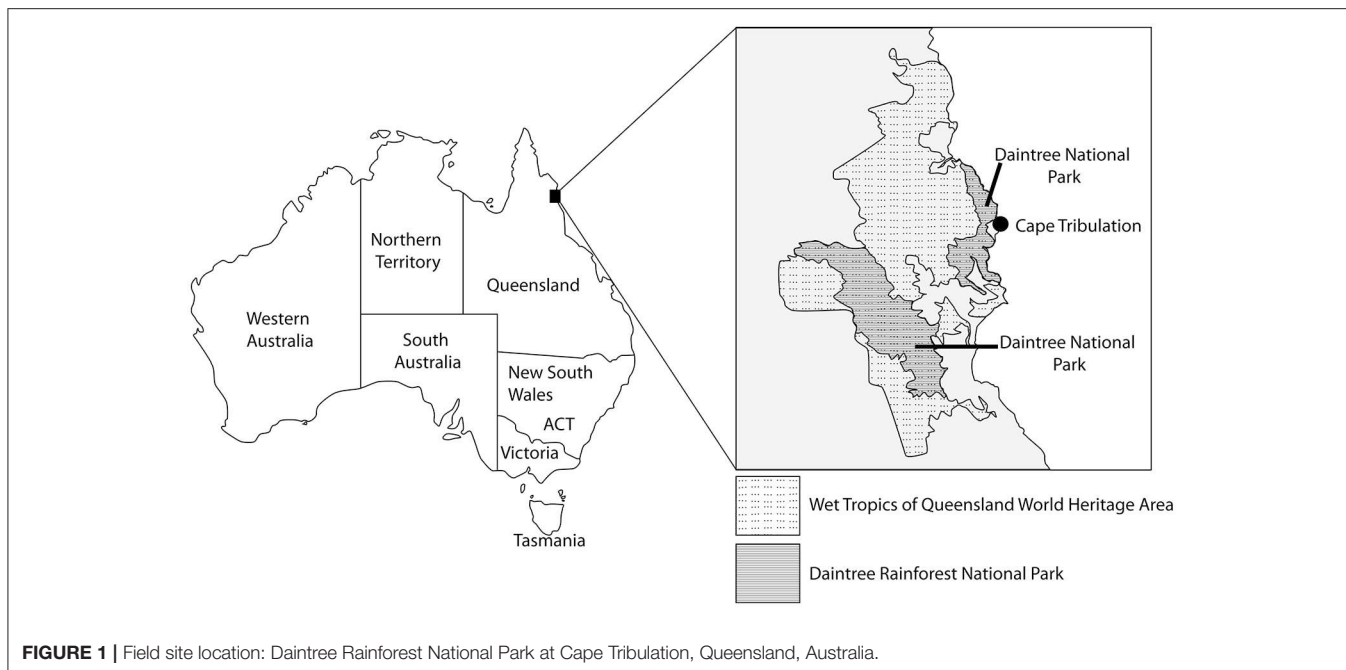 Northern
Territory
Queensland
Western
Australia
South
Australia
New South
Wales
ACT
Victoria
Tasmania
Daintree National
Park
Cape Tribulation
Daintree National
Park
Wet Tropics of Queensland World Heritage Area
Daintree Rainforest National Park
FIGURE 1 | Field site location: Daintree Rainforest National Park at Cape Tribulation, Queensland, Australia.